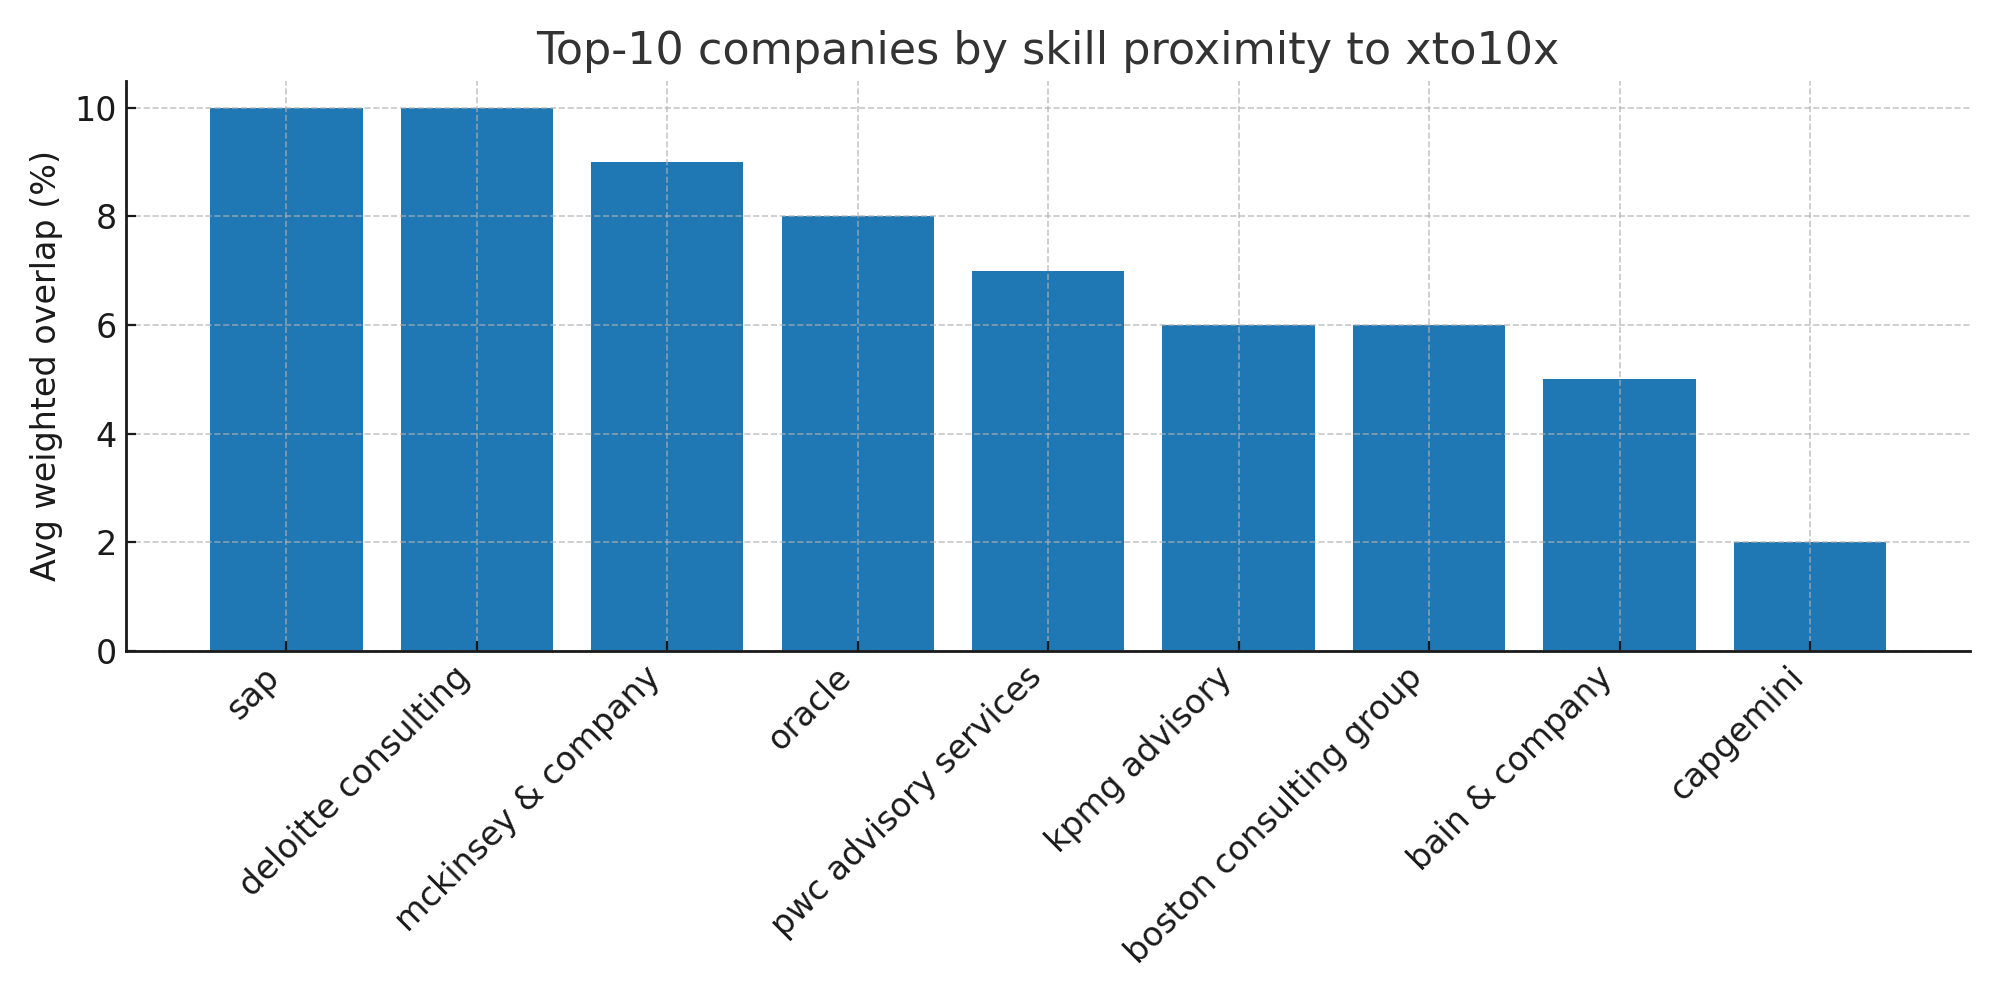 Top-10 companies by skill proximity to xto10x
Avg weighted overlap (%)
10
8
6
4
2
0
sap
deloitte consulting
mckinsey & company
oracle
pwc advisory services
kpmg advisory
boston consulting group
bain & company
capgemini